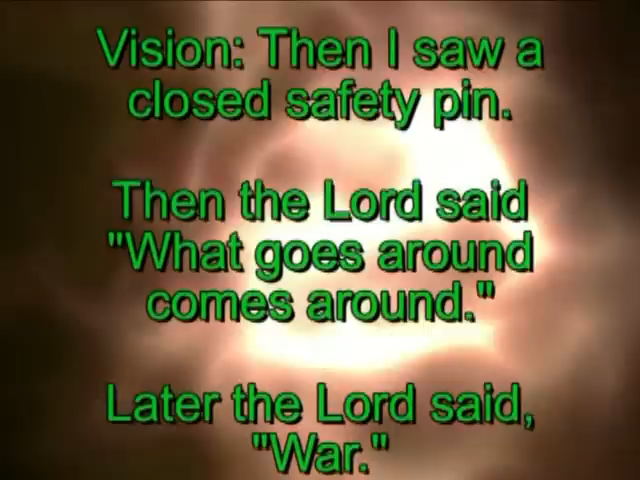 Vision: Then I saw a
closed safety pin.
Then the Lord said
"What goes around
comes around."
Later the Lord said,
"War."